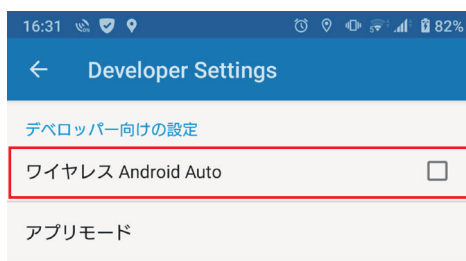 16:31 82%
Developer Settings
デベロッパー向けの設定
ワイヤレス Android Auto
アプリモード